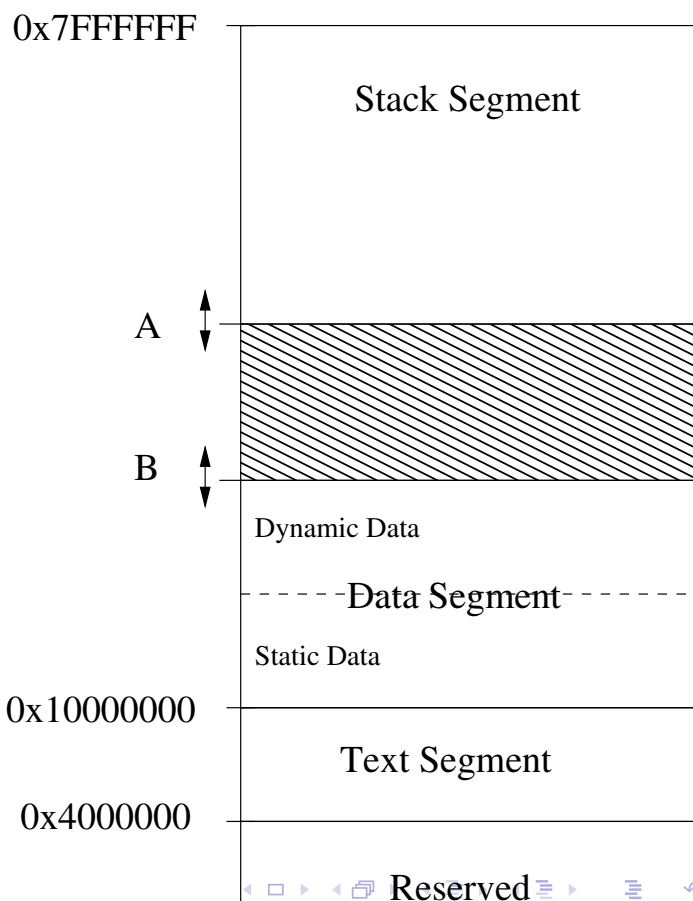 0x7FFFFFF
Stack Segment
A
B
Dynamic Data
Data Segment
Static Data
0x10000000
Text Segment
0x4000000
Reserved